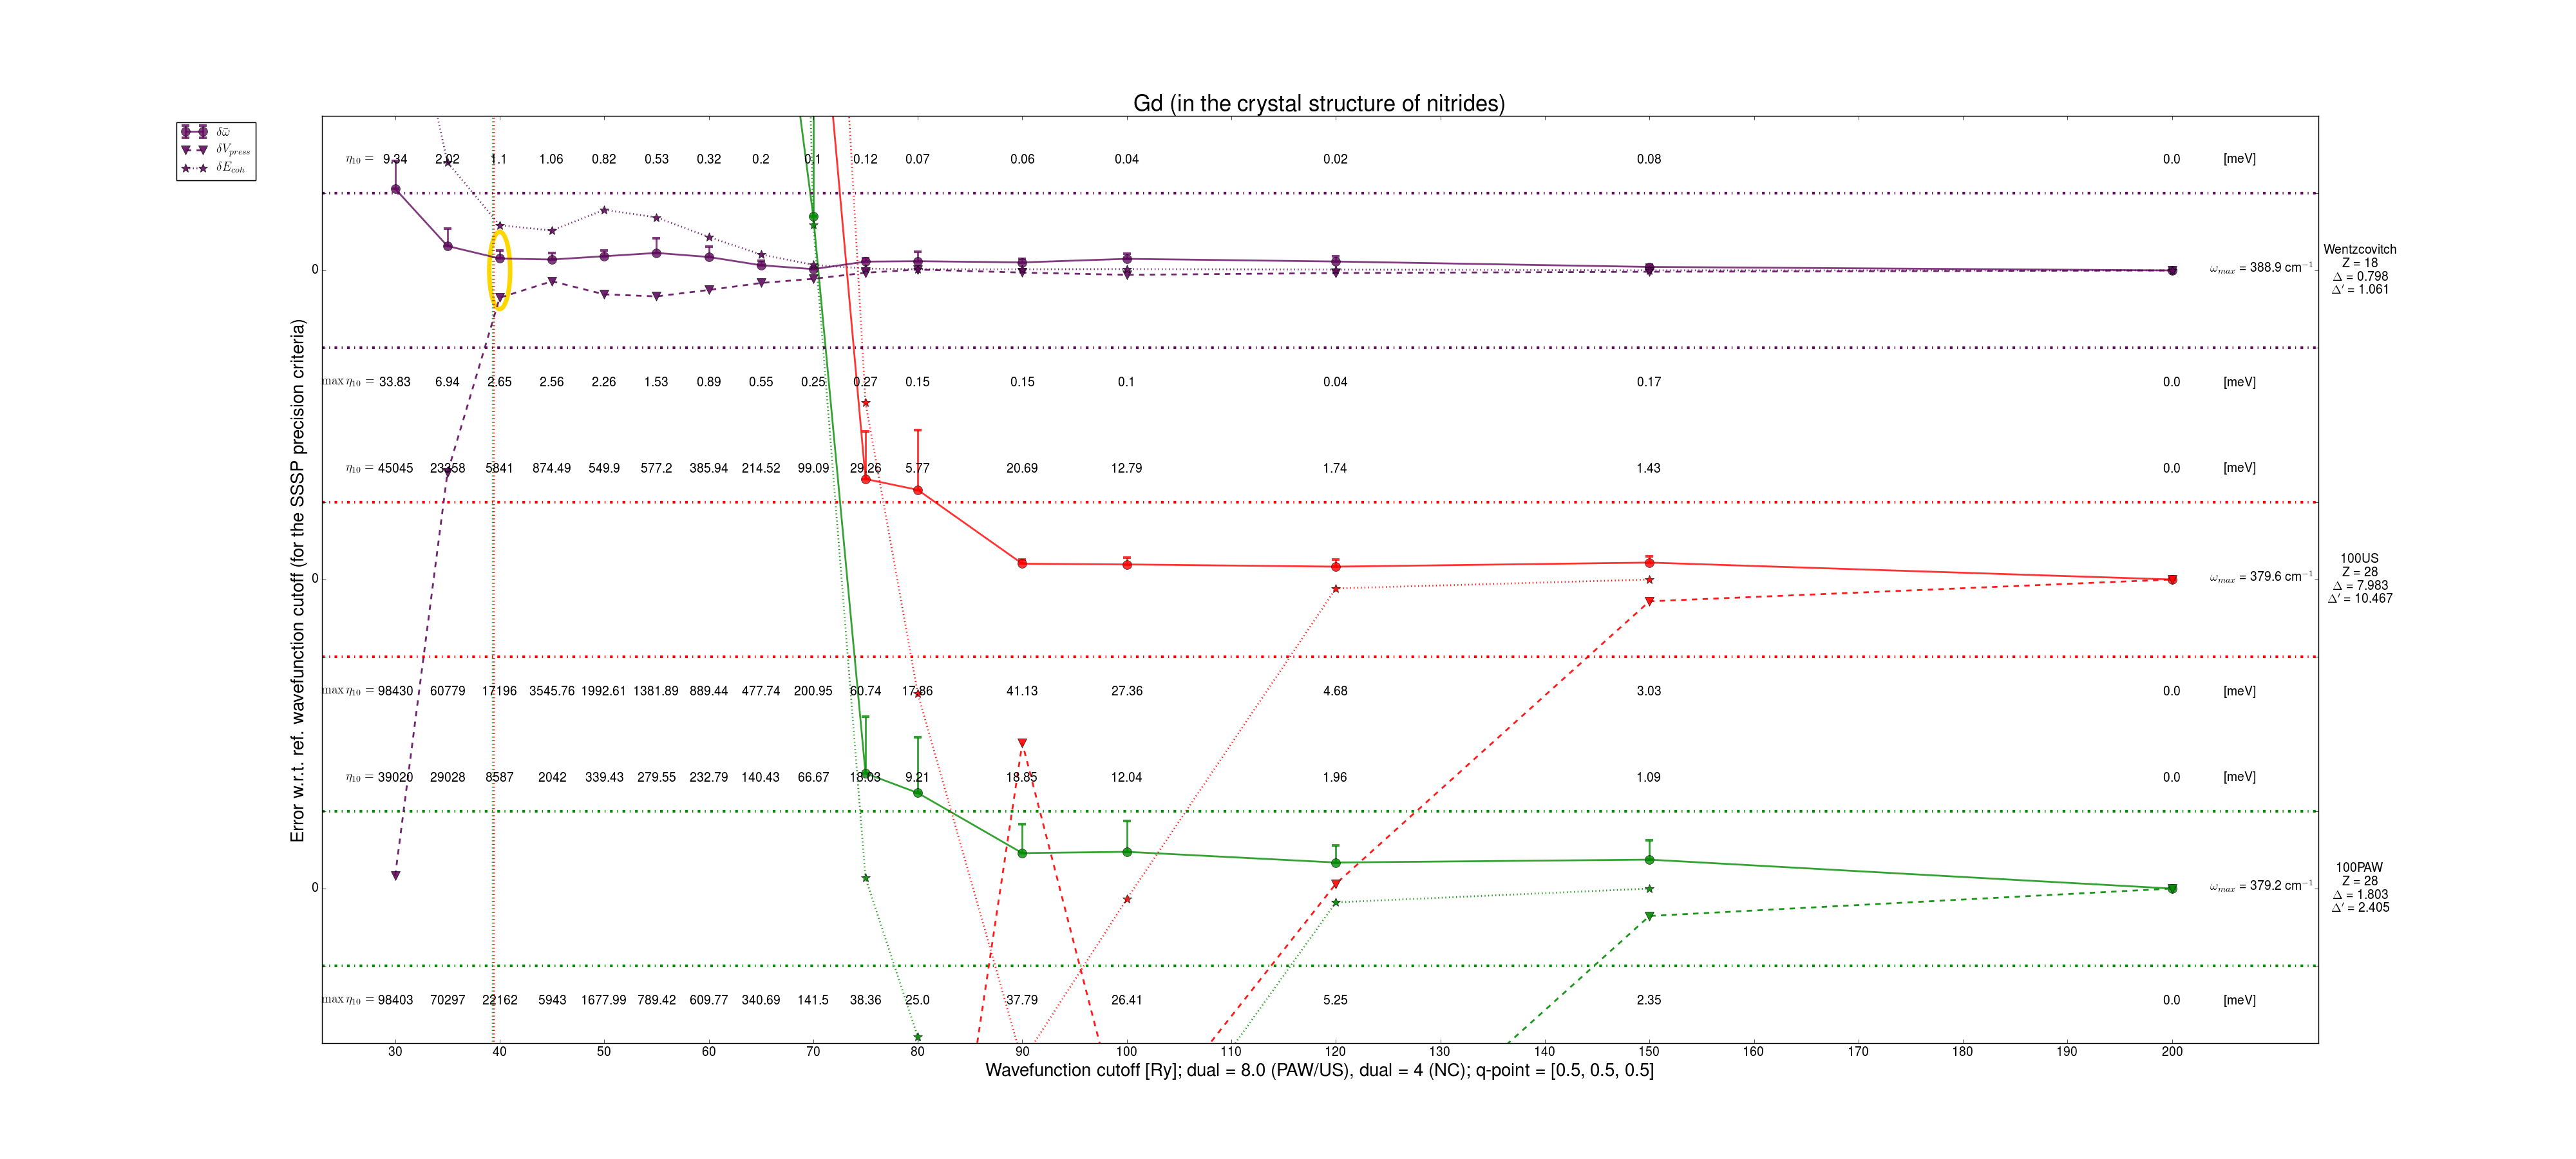 Gd (in the crystal structure of nitrides)
δω̄
δV_press
δE_coh
η₁₀ = 9.34 2.02 1.1 1.06 0.82 0.53 0.32 0.2 0.1 0.12 0.07 0.06 0.04 0.02 0.08 0.0 [meV]
0
ω_max = 388.9 cm⁻¹
Wentzcovitch
Z = 18
Δ = 0.798
Δ′ = 1.061
max η₁₀ = 33.83 6.94 2.65 2.56 2.26 1.53 0.89 0.55 0.25 0.27 0.15 0.15 0.1 0.04 0.17 0.0 [meV]
η₁₀ = 45045 23258 5841 874.49 549.9 577.2 385.94 214.52 99.09 29.26 5.77 20.69 12.79 1.74 1.43 0.0 [meV]
0
ω_max = 379.6 cm⁻¹
100US
Z = 28
Δ = 7.983
Δ′ = 10.467
max η₁₀ = 98430 60779 17196 3545.76 1992.61 1381.89 889.44 477.74 200.95 60.74 17.86 41.13 27.36 4.68 3.03 0.0 [meV]
η₁₀ = 39020 29028 8587 2042 339.43 279.55 232.79 140.43 66.67 18.03 9.21 18.85 12.04 1.96 1.09 0.0 [meV]
0
ω_max = 379.2 cm⁻¹
100PAW
Z = 28
Δ = 1.803
Δ′ = 2.405
max η₁₀ = 98403 70297 22162 5943 1677.99 789.42 609.77 340.69 141.5 38.36 25.0 37.79 26.41 5.25 2.35 0.0 [meV]
30 40 50 60 70 80 90 100 110 120 130 140 150 160 170 180 190 200
Wavefunction cutoff [Ry]; dual = 8.0 (PAW/US), dual = 4 (NC); q-point = [0.5, 0.5, 0.5]
Error w.r.t. ref. wavefunction cutoff (for the SSSP precision criteria)